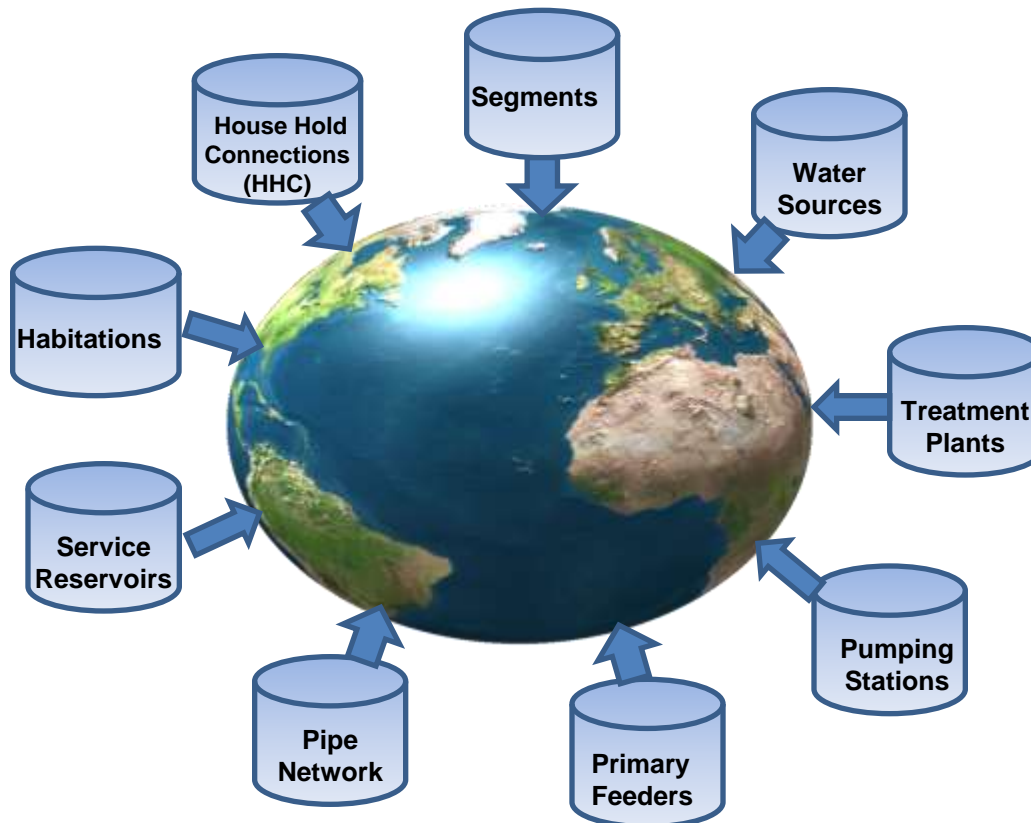 Segments
House Hold
Connections
(HHC)
Water
Sources
Habitations
Treatment
Plants
Service
Reservoirs
Pumping
Stations
Pipe
Network
Primary
Feeders